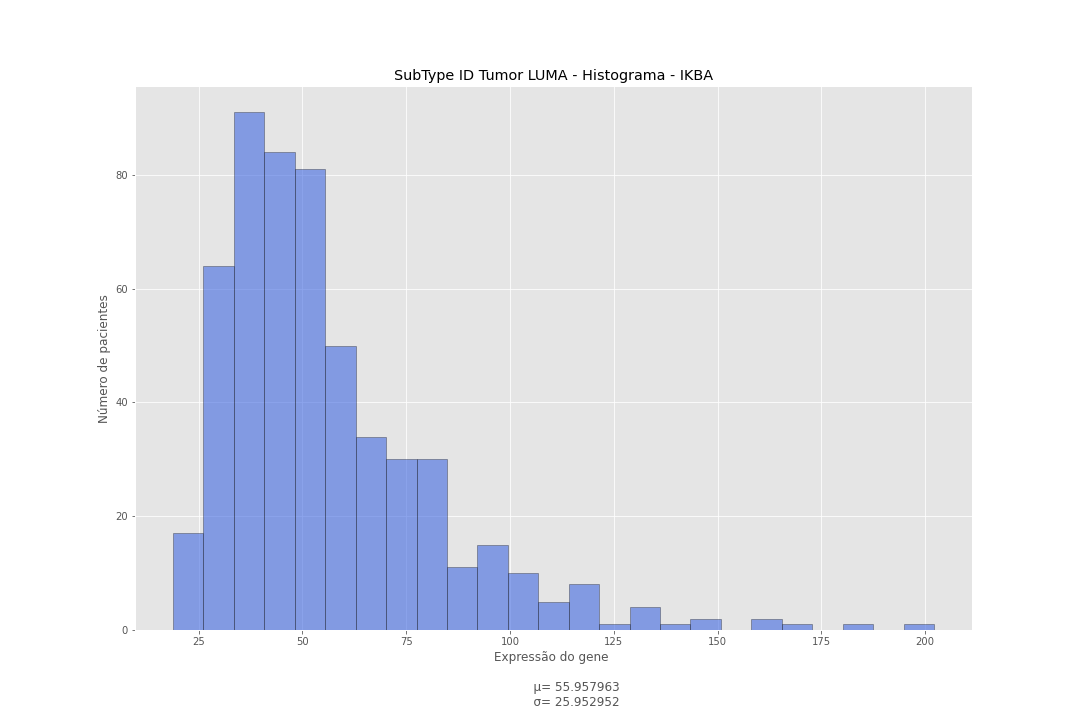 SubType ID Tumor LUMA - Histograma - IKBA
Número de pacientes
80
60
40
20
0
25 50 75 100 125 150 175 200
Expressão do gene
μ= 55.957963
σ= 25.952952